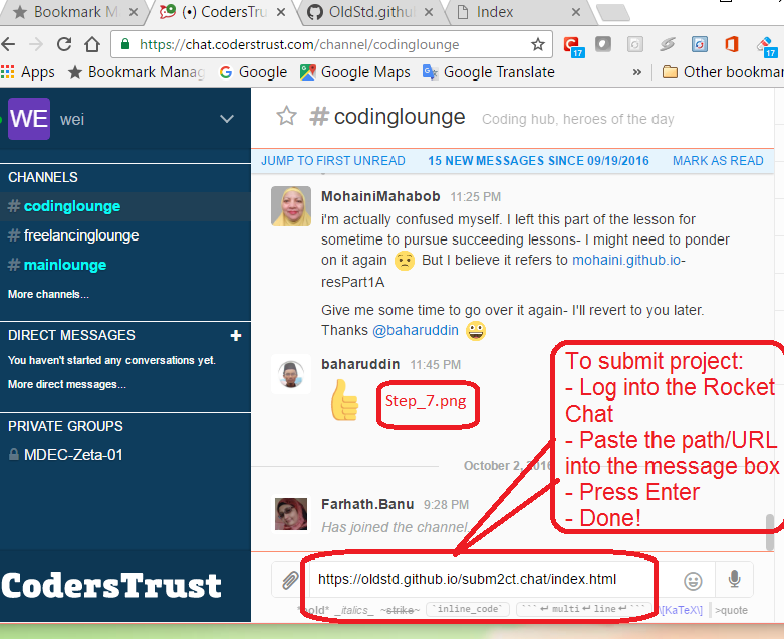 Bookmark M
(•) CodersTru
OldStd.github
Index
https://chat.coderstrust.com/channel/codinglounge
17
17
Apps
Bookmark Manag
Google
Google Maps
Google Translate
»
Other bookmar
WE
wei
CHANNELS
# codinglounge
# freelancinglounge
# mainlounge
More channels...
DIRECT MESSAGES +
You haven't started any conversations yet.
More direct messages...
PRIVATE GROUPS
MDEC-Zeta-01
CodersTrust
# codinglounge Coding hub, heroes of the day
JUMP TO FIRST UNREAD 15 NEW MESSAGES SINCE 09/19/2016 MARK AS READ
MohainiMahabob 11:25 PM
i'm actually confused myself. I left this part of the lesson for
sometime to pursue succeeding lessons- I might need to ponder
on it again But I believe it refers to mohaini.github.io-
resPart1A
Give me some time to go over it again- I'll revert to you later.
Thanks @baharuddin
baharuddin 11:45 PM
Step_7.png
To submit project:
- Log into the Rocket
Chat
- Paste the path/URL
into the message box
- Press Enter
- Done!
October 2, 2016
Farhath.Banu 9:28 PM
Has joined the channel.
https://oldstd.github.io/subm2ct.chat/index.html
*bold* _italics_ ~strike~ `inline_code` ```↵multi↵line↵``` \[KaTeX\] >quote